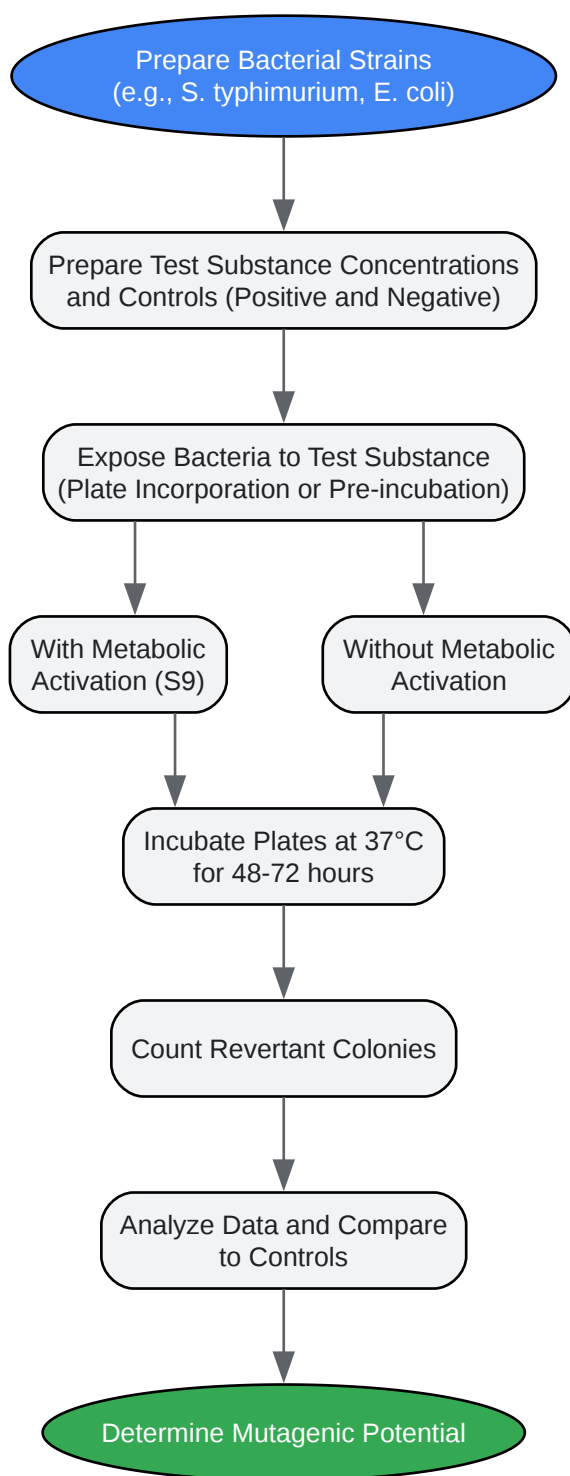 Prepare Bacterial Strains
(e.g., S. typhimurium, E. coli)
Prepare Test Substance Concentrations
and Controls (Positive and Negative)
Expose Bacteria to Test Substance
(Plate Incorporation or Pre-incubation)
With Metabolic
Activation (S9)
Without Metabolic
Activation
Incubate Plates at 37°C
for 48-72 hours
Count Revertant Colonies
Analyze Data and Compare
to Controls
Determine Mutagenic Potential